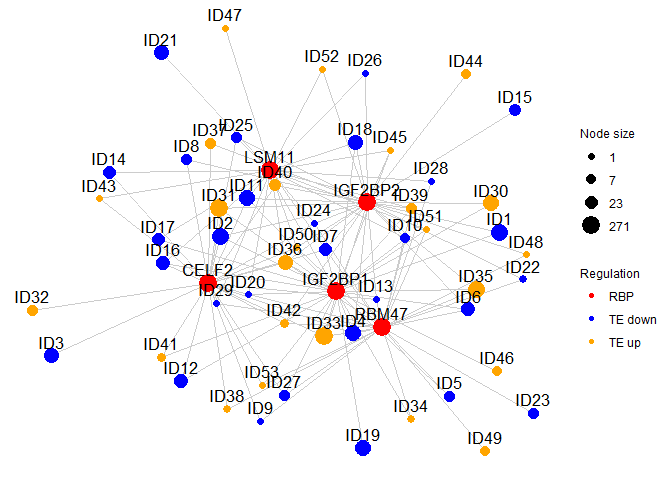 ID47
ID21
ID52
ID26
ID44
ID15
ID37
ID25
ID18
ID45
ID8
LSM11
ID14
ID40
ID28
ID43
ID11
IGF2BP2
ID31
ID39
ID30
ID24
ID51
ID17
ID2
ID50
ID7
ID10
ID1
ID48
ID16
ID36
CELF2
ID20
IGF2BP1
ID13
ID35
ID22
ID29
ID32
ID42
ID33
ID4
RBM47
ID6
ID3
ID41
ID12
ID53
ID46
ID38
ID27
ID5
ID9
ID34
ID23
ID19
ID49
Node size
1
7
23
271
Regulation
RBP
TE down
TE up